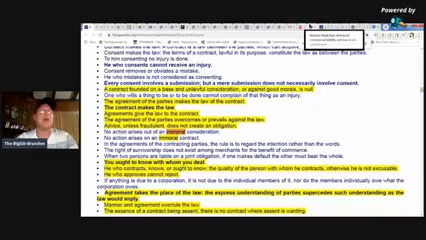 Powered by
Consent makes the law. A contract is a law between the parties, which can acquire
Consent makes the law: the terms of a contract, lawful in its purpose, constitute the law as between the parties.
To him consenting no injury is done.
He who consents cannot receive an injury.
Consent removes or obviates a mistake.
He who mistakes is not considered as consenting.
Every consent involves a submission; but a mere submission does not necessarily involve consent.
A contract founded on a base and unlawful consideration, or against good morals, is null.
One who wills a thing to be or to be done cannot complain of that thing as an injury.
The agreement of the parties makes the law of the contract.
The contract makes the law.
Agreements give the law to the contract.
The agreement of the parties overcomes or prevails against the law.
Advice, unless fraudulent, does not create an obligation.
No action arises out of an immoral consideration.
No action arises on an immoral contract.
In the agreements of the contracting parties, the rule is to regard the intention rather than the words.
The right of survivorship does not exist among merchants for the benefit of commerce.
When two persons are liable on a joint obligation, if one makes default the other must bear the whole.
You ought to know with whom you deal.
He who contracts, knows, or ought to know, the quality of the person with whom he contracts, otherwise he is not excusable.
He who approves cannot reject.
If anything is due to a corporation, it is not due to the individual members of it, nor do the members individually owe what the corporation owes.
Agreement takes the place of the law: the express understanding of parties supercedes such understanding as the law would imply.
Manner and agreement overrule the law.
The essence of a contract being assent, there is no contract where assent is wanting.
The BigSib-Brandon